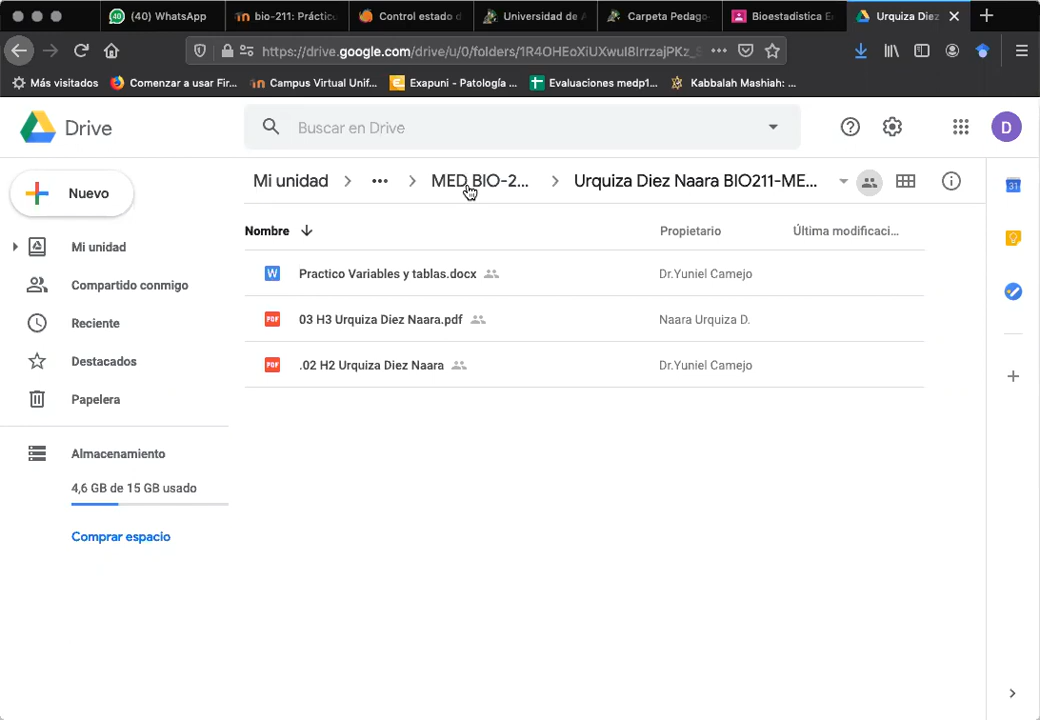 (40) WhatsApp
bio-211: Práctic
Control estado d
Universidad de A
Carpeta Pedago
Bioestadistica E
Urquiza Diez
https://drive.google.com/drive/u/0/folders/1R4OHEoXiUXwuI8IrrzajPKz_S
Más visitados
Comenzar a usar Fir...
Campus Virtual Unif...
Exapuni - Patología ...
Evaluaciones medp1...
Kabbalah Mashiah: ...
Drive
Buscar en Drive
D
Nuevo
Mi unidad
MED BIO-2...
Urquiza Diez Naara BIO211-ME...
31
Nombre
Propietario
Última modificaci...
Mi unidad
W
Practico Variables y tablas.docx
Dr.Yuniel Camejo
Compartido conmigo
Reciente
PDF
03 H3 Urquiza Diez Naara.pdf
Naara Urquiza D.
Destacados
PDF
.02 H2 Urquiza Diez Naara
Dr.Yuniel Camejo
Papelera
Almacenamiento
4,6 GB de 15 GB usado
Comprar espacio